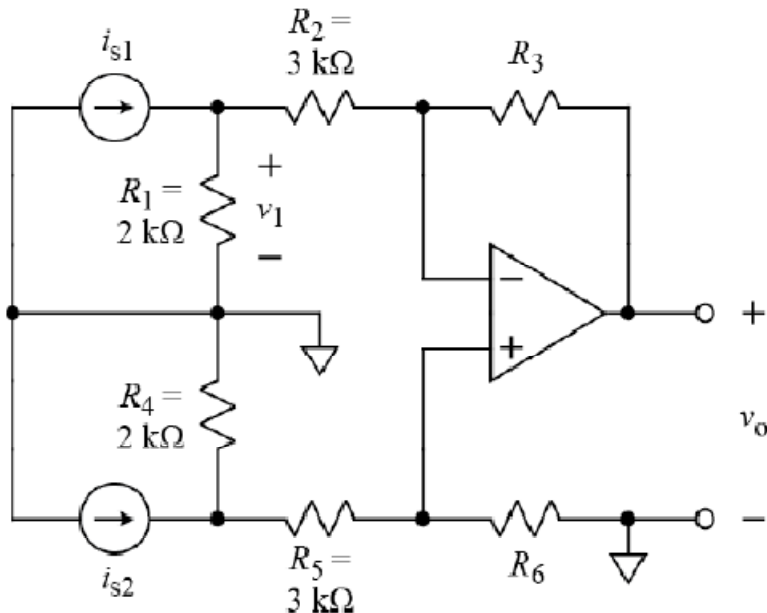 i_s1
R_2 =
3 kΩ
R_3
R_1 =
2 kΩ
+
v_1
−
−
+
+
R_4 =
2 kΩ
v_o
i_s2
R_5 =
3 kΩ
R_6
−